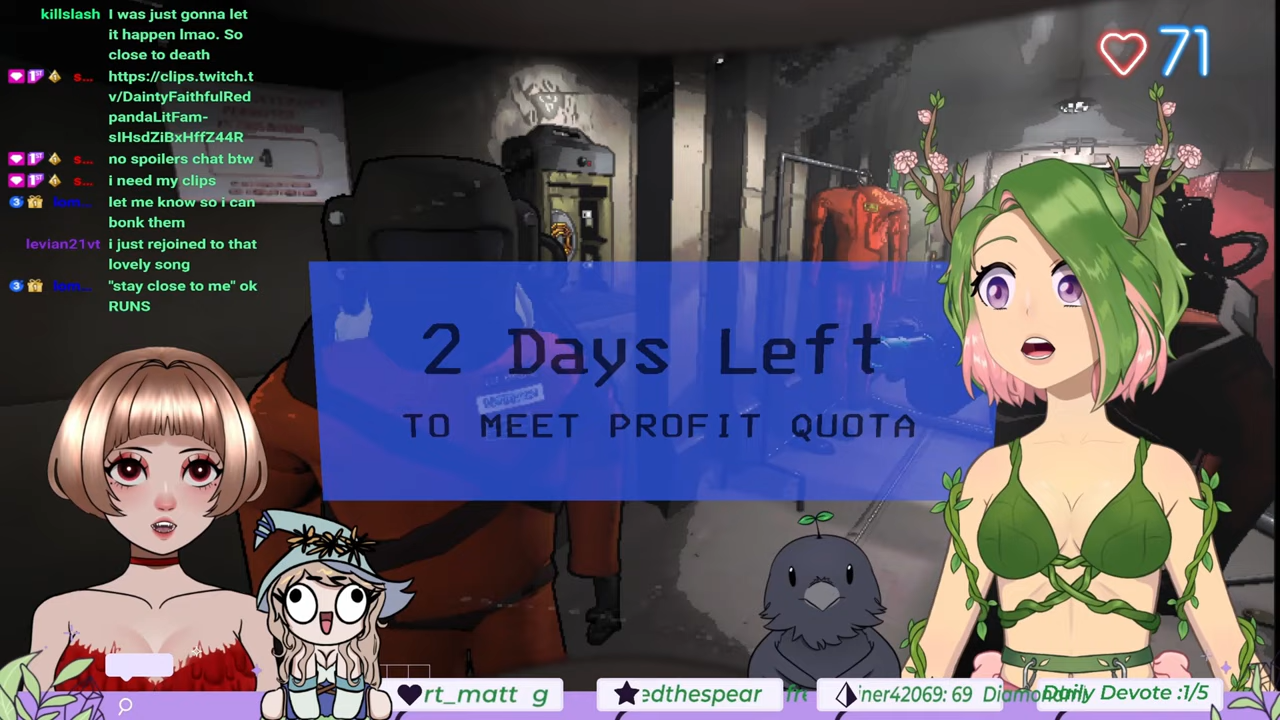 killslash I was just gonna let
it happen lmao. So
close to death
s... https://clips.twitch.t
v/DaintyFaithfulRed
pandaLitFam-
sIHsdZiBxHffZ44R
s... no spoilers chat btw
s... i need my clips
let me know so i can
bonk them
levian21vt i just rejoined to that
lovely song
"stay close to me" ok
RUNS
71
4
2 Days Left
TO MEET PROFIT QUOTA
rt_matt g
edthespear
iner42069: 69
Daily Devote :1/5